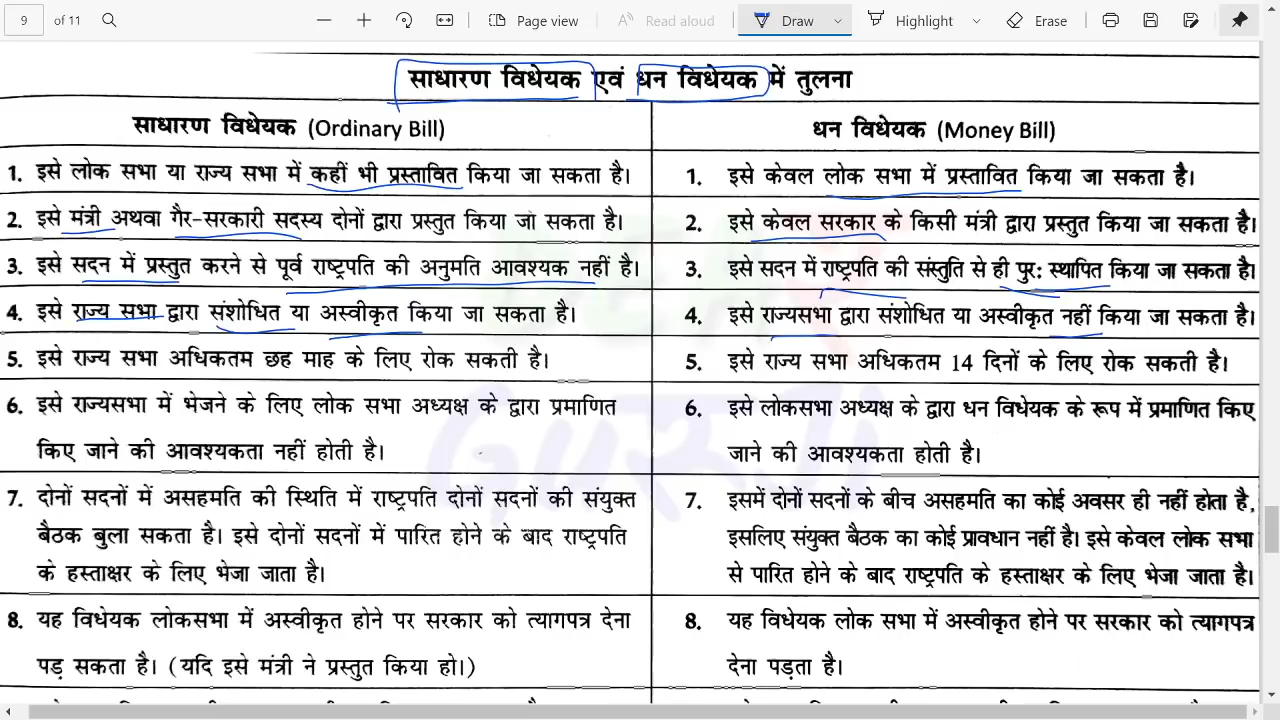 9 of 11 Page view Read aloud Draw Highlight Erase
साधारण विधेयक एवं धन विधेयक में तुलना
साधारण विधेयक (Ordinary Bill)
धन विधेयक (Money Bill)
1. इसे लोक सभा या राज्य सभा में कहीं भी प्रस्तावित किया जा सकता है।
1. इसे केवल लोक सभा में प्रस्तावित किया जा सकता है।
2. इसे मंत्री अथवा गैर-सरकारी सदस्य दोनों द्वारा प्रस्तुत किया जा सकता है।
2. इसे केवल सरकार के किसी मंत्री द्वारा प्रस्तुत किया जा सकता है।
3. इसे सदन में प्रस्तुत करने से पूर्व राष्ट्रपति की अनुमति आवश्यक नहीं है।
3. इसे सदन में राष्ट्रपति की संस्तुति से ही पुर: स्थापित किया जा सकता है।
4. इसे राज्य सभा द्वारा संशोधित या अस्वीकृत किया जा सकता है।
4. इसे राज्यसभा द्वारा संशोधित या अस्वीकृत नहीं किया जा सकता है।
5. इसे राज्य सभा अधिकतम छह माह के लिए रोक सकती है।
5. इसे राज्य सभा अधिकतम 14 दिनों के लिए रोक सकती है।
6. इसे राज्यसभा में भेजने के लिए लोक सभा अध्यक्ष के द्वारा प्रमाणित
किए जाने की आवश्यकता नहीं होती है।
6. इसे लोकसभा अध्यक्ष के द्वारा धन विधेयक के रूप में प्रमाणित किए
जाने की आवश्यकता होती है।
7. दोनों सदनों में असहमति की स्थिति में राष्ट्रपति दोनों सदनों की संयुक्त
बैठक बुला सकता है। इसे दोनों सदनों में पारित होने के बाद राष्ट्रपति
के हस्ताक्षर के लिए भेजा जाता है।
7. इसमें दोनों सदनों के बीच असहमति का कोई अवसर ही नहीं होता है,
इसलिए संयुक्त बैठक का कोई प्रावधान नहीं है। इसे केवल लोक सभा
से पारित होने के बाद राष्ट्रपति के हस्ताक्षर के लिए भेजा जाता है।
8. यह विधेयक लोकसभा में अस्वीकृत होने पर सरकार को त्यागपत्र देना
पड़ सकता है। (यदि इसे मंत्री ने प्रस्तुत किया हो।)
8. यह विधेयक लोक सभा में अस्वीकृत होने पर सरकार को त्यागपत्र
देना पड़ता है।